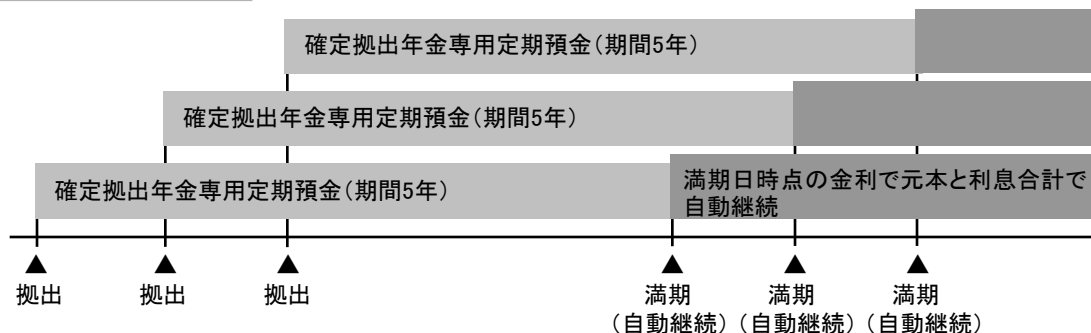 確定拠出年金専用定期預金（期間5年）
確定拠出年金専用定期預金（期間5年）
確定拠出年金専用定期預金（期間5年）
満期日時点の金利で元本と利息合計で
自動継続
▲ ▲ ▲ ▲ ▲ ▲
拠出 拠出 拠出 満期 満期 満期
（自動継続）（自動継続）（自動継続）